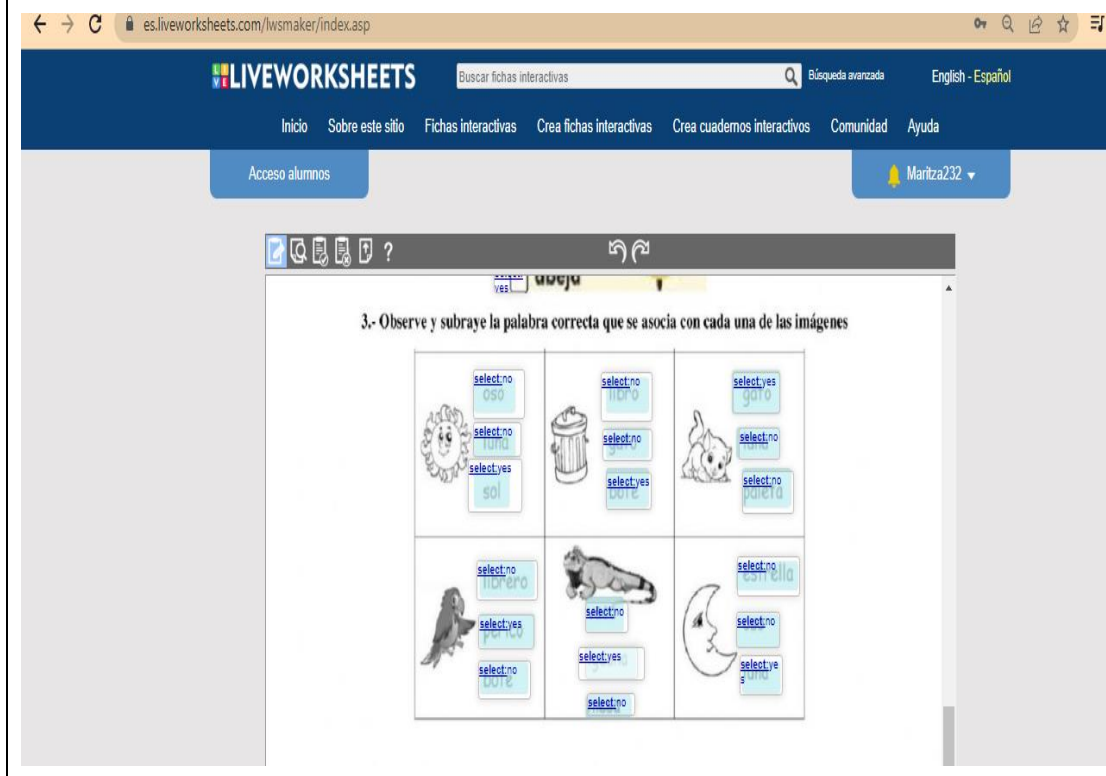 es.liveworksheets.com/lwsmaker/index.asp
LIVEWORKSHEETS
Buscar fichas interactivas
Búsqueda avanzada
English - Español
Inicio Sobre este sitio Fichas interactivas Crea fichas interactivas Crea cuadernos interactivos Comunidad Ayuda
Acceso alumnos
Maritza232
?
yes
abeja
3.- Observe y subraye la palabra correcta que se asocia con cada una de las imágenes
select:no
oso
select:no
luna
select:yes
sol
select:no
libro
select:no
gato
select:yes
bote
select:yes
gato
select:no
select:no
paleta
select:no
librero
select:yes
perico
select:no
bote
select:no
select:yes
select:no
select:no
estrella
select:no
select:ye
s
luna